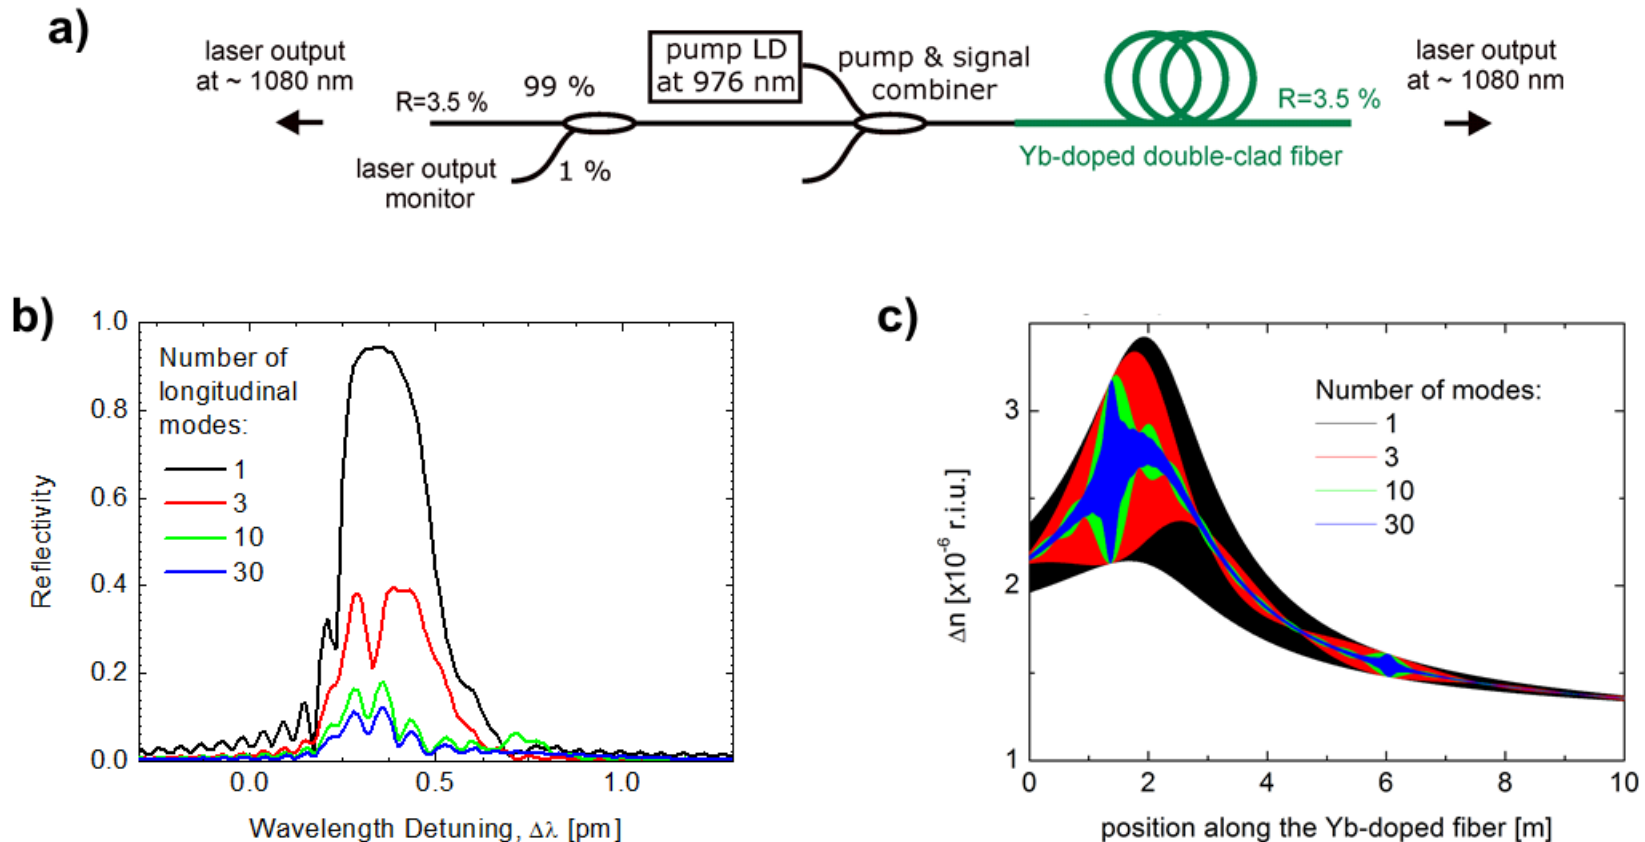 a)
laser output
at ~ 1080 nm
R=3.5 %
99 %
pump LD
at 976 nm
pump & signal
combiner
R=3.5 %
laser output
at ~ 1080 nm
laser output
monitor
1 %
Yb-doped double-clad fiber
b)
1.0
0.8
0.6
0.4
0.2
0.0
Reflectivity
Number of
longitudinal
modes:
1
3
10
30
0.0
0.5
1.0
Wavelength Detuning, Δλ [pm]
c)
3
2
1
Δn [x10⁻⁶ r.i.u.]
Number of modes:
1
3
10
30
0
2
4
6
8
10
position along the Yb-doped fiber [m]